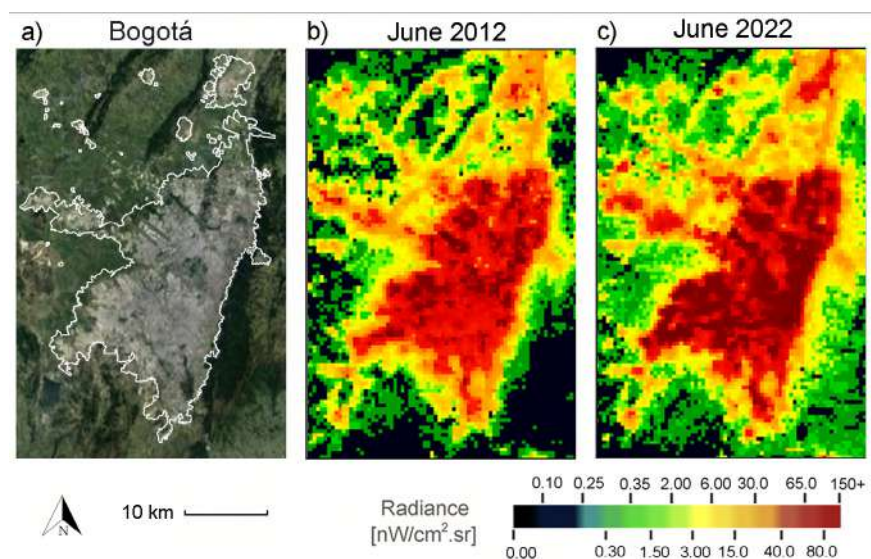 a) Bogotá b) June 2012 c) June 2022
0.10 0.25 0.35 2.00 6.00 30.0 65.0 150+
Radiance
[nW/cm².sr]
0.00 0.30 1.50 3.00 15.0 40.0 80.0
N
10 km